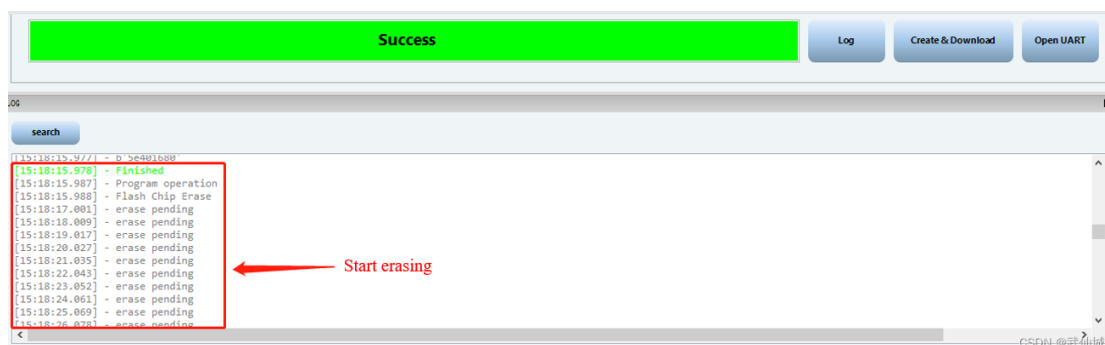 Success
Log
Create & Download
Open UART
LOG
search
[15:18:15.977] - b'5e401680'
[15:18:15.978] - Finished
[15:18:15.987] - Program operation
[15:18:15.988] - Flash Chip Erase
[15:18:17.001] - erase pending
[15:18:18.009] - erase pending
[15:18:19.017] - erase pending
[15:18:20.027] - erase pending
[15:18:21.035] - erase pending
[15:18:22.043] - erase pending
[15:18:23.052] - erase pending
[15:18:24.061] - erase pending
[15:18:25.069] - erase pending
[15:18:26.078] - erase pending
Start erasing
CSDN @武仙城